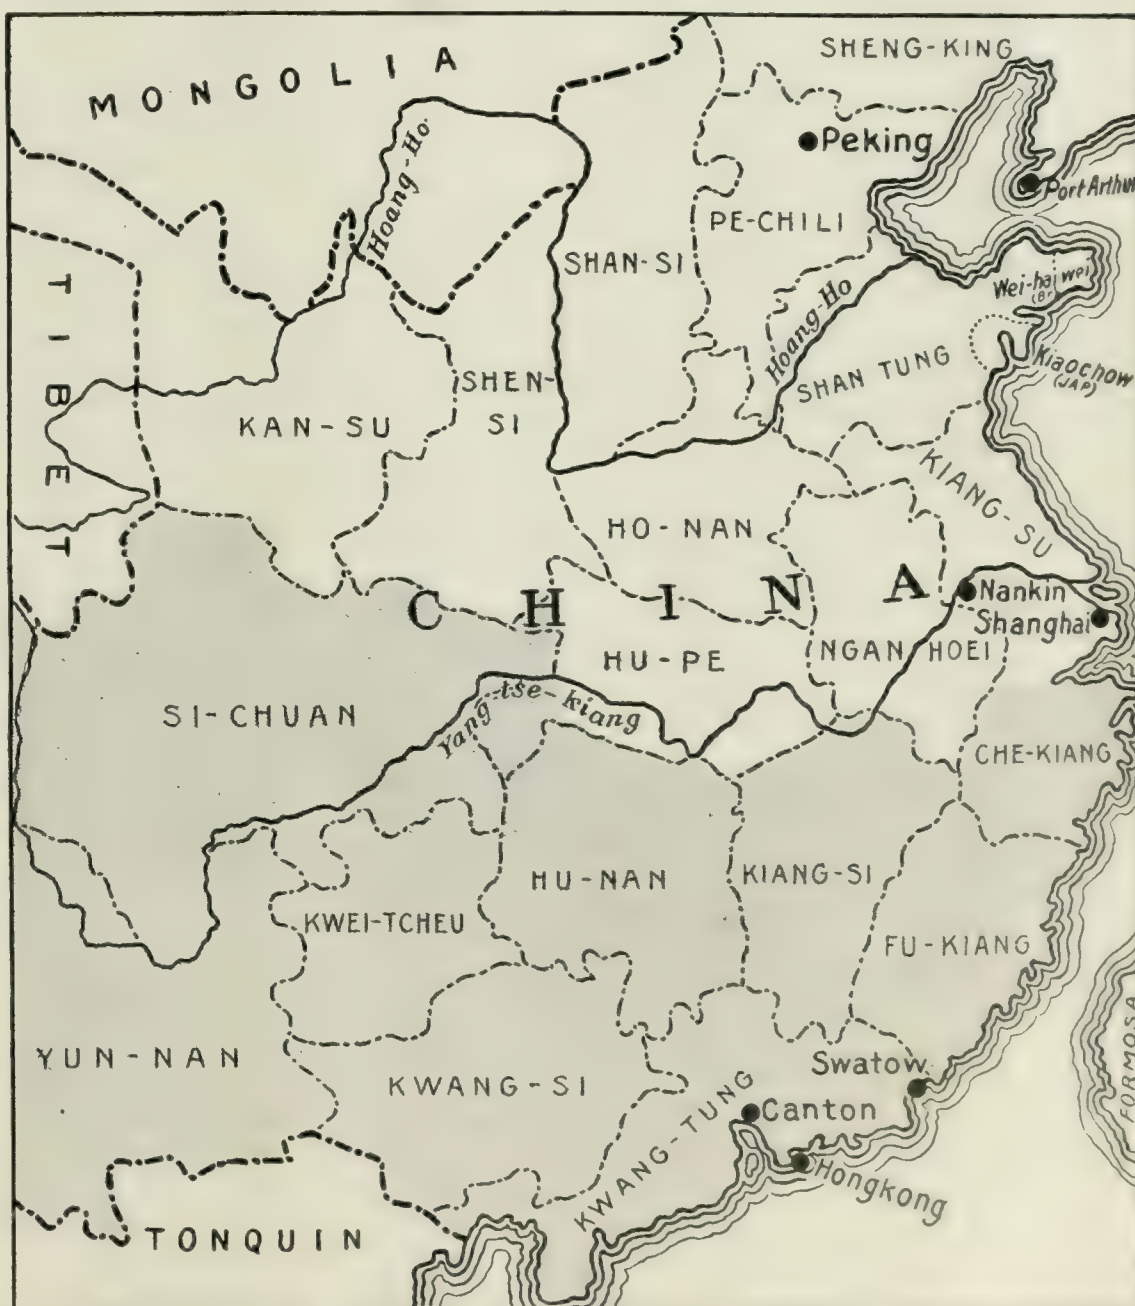 SHENG-KING
MONGOLIA
Peking
Hoang-Ho
Port Arthur
PE-CHILI
SHAN-SI
Wei-hai wei
(Br)
TIBET
Hoang-Ho
SHAN TUNG
Kiaochow
(JAP)
SHEN-
SI
KAN-SU
KIANG-SU
HO-NAN
CHINA
Nankin
Shanghai
HU-PE
NGAN HOEI
SI-CHUAN
Yang-tse-kiang
CHE-KIANG
HU-NAN
KIANG-SI
KWEI-TCHEU
FU-KIANG
FORMOSA
YUN-NAN
Swatow
KWANG-SI
Canton
KWANG-TUNG
Hongkong
TONQUIN